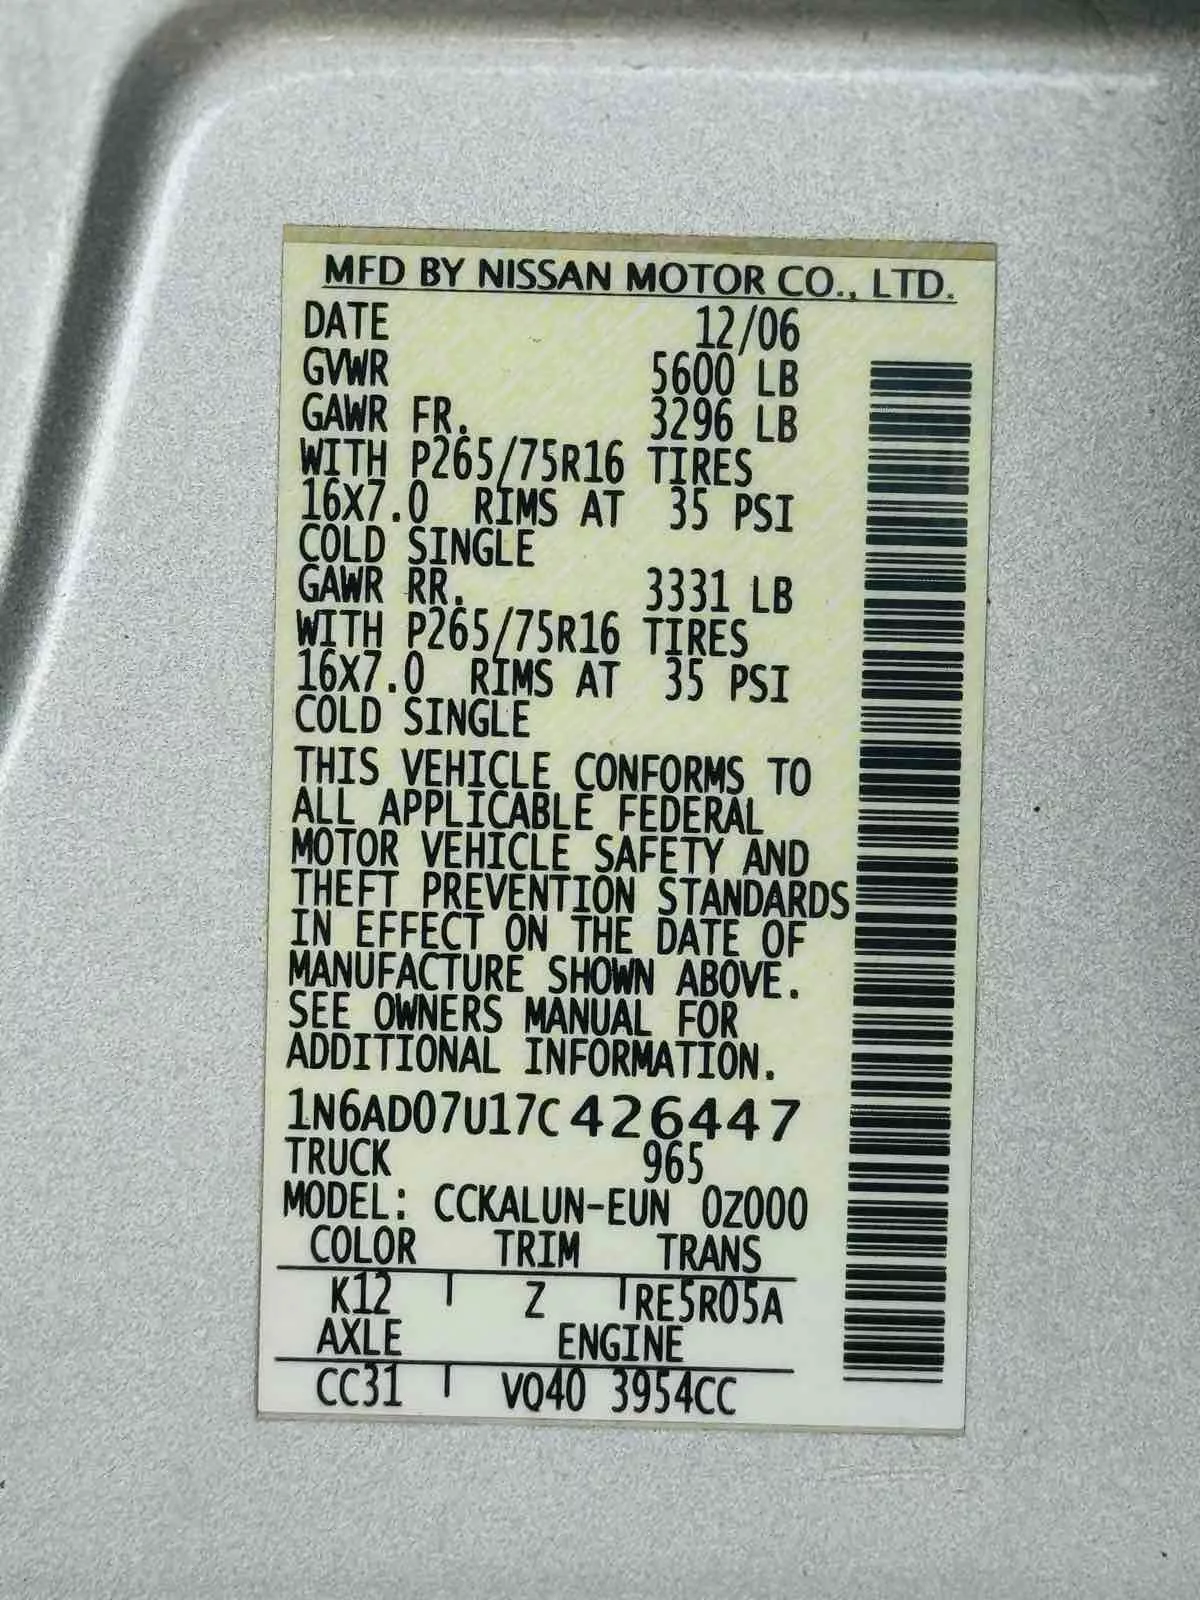 MFD BY NISSAN MOTOR CO., LTD.
DATE 12/06
GVWR 5600 LB
GAWR FR. 3296 LB
WITH P265/75R16 TIRES
16X7.0 RIMS AT 35 PSI
COLD SINGLE
GAWR RR. 3331 LB
WITH P265/75R16 TIRES
16X7.0 RIMS AT 35 PSI
COLD SINGLE
THIS VEHICLE CONFORMS TO
ALL APPLICABLE FEDERAL
MOTOR VEHICLE SAFETY AND
THEFT PREVENTION STANDARDS
IN EFFECT ON THE DATE OF
MANUFACTURE SHOWN ABOVE.
SEE OWNERS MANUAL FOR
ADDITIONAL INFORMATION.
1N6AD07U17C426447
TRUCK 965
MODEL: CCKALUN-EUN 0Z000
COLOR TRIM TRANS
K12 Z RE5R05A
AXLE ENGINE
CC31 VQ40 3954CC